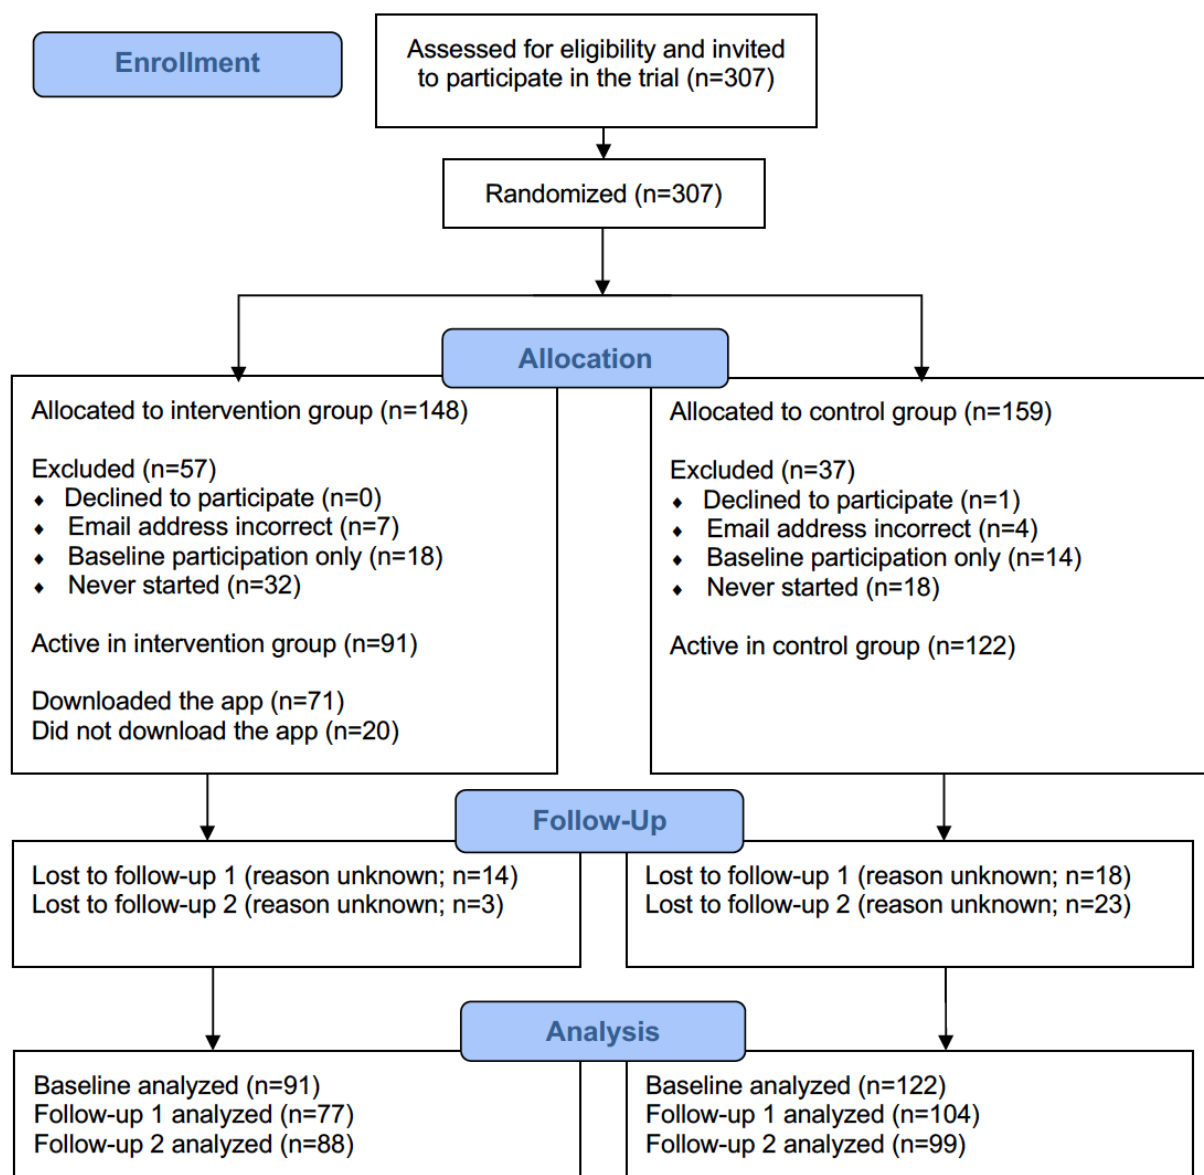 Enrollment
Assessed for eligibility and invited
to participate in the trial (n=307)
Randomized (n=307)
Allocation
Allocated to intervention group (n=148)
Excluded (n=57)
⬧ Declined to participate (n=0)
⬧ Email address incorrect (n=7)
⬧ Baseline participation only (n=18)
⬧ Never started (n=32)
Active in intervention group (n=91)
Downloaded the app (n=71)
Did not download the app (n=20)
Allocated to control group (n=159)
Excluded (n=37)
⬧ Declined to participate (n=1)
⬧ Email address incorrect (n=4)
⬧ Baseline participation only (n=14)
⬧ Never started (n=18)
Active in control group (n=122)
Follow-Up
Lost to follow-up 1 (reason unknown; n=14)
Lost to follow-up 2 (reason unknown; n=3)
Lost to follow-up 1 (reason unknown; n=18)
Lost to follow-up 2 (reason unknown; n=23)
Analysis
Baseline analyzed (n=91)
Follow-up 1 analyzed (n=77)
Follow-up 2 analyzed (n=88)
Baseline analyzed (n=122)
Follow-up 1 analyzed (n=104)
Follow-up 2 analyzed (n=99)